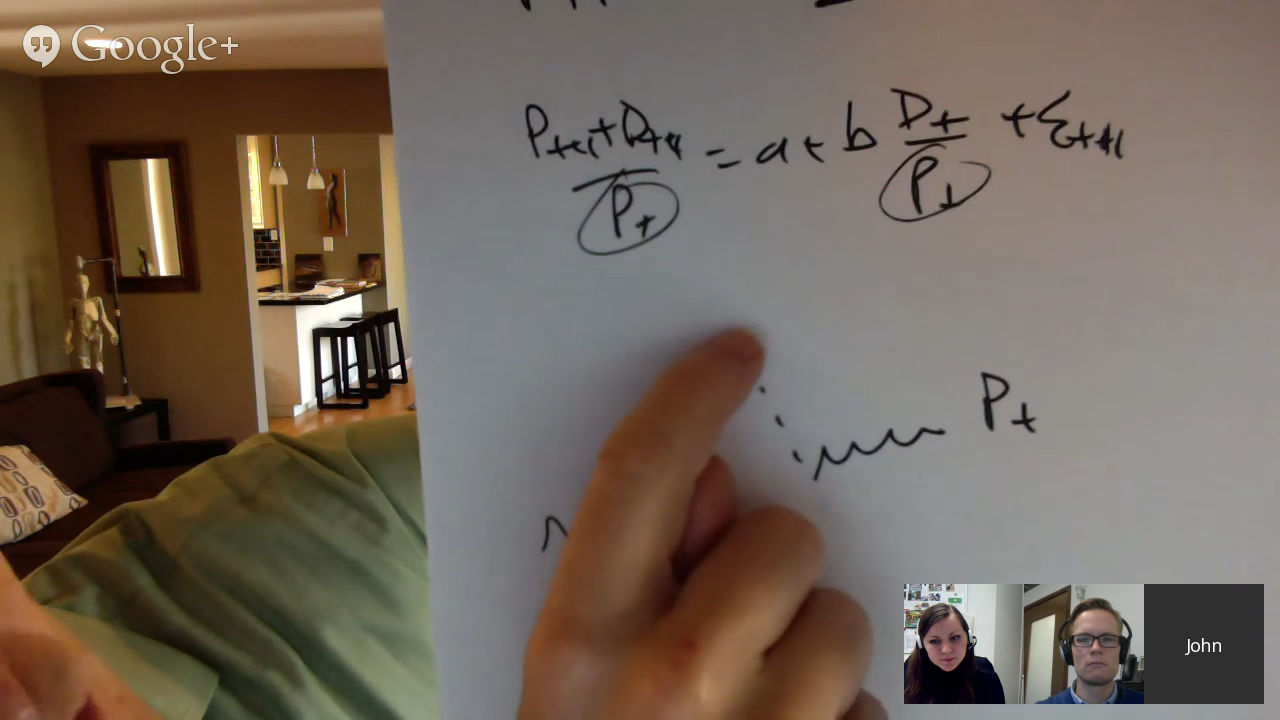 Google+
P_{t+1} + D_{t+1} / P_t = a + b D_t / P_t + ε_{t+1}
P_t
John